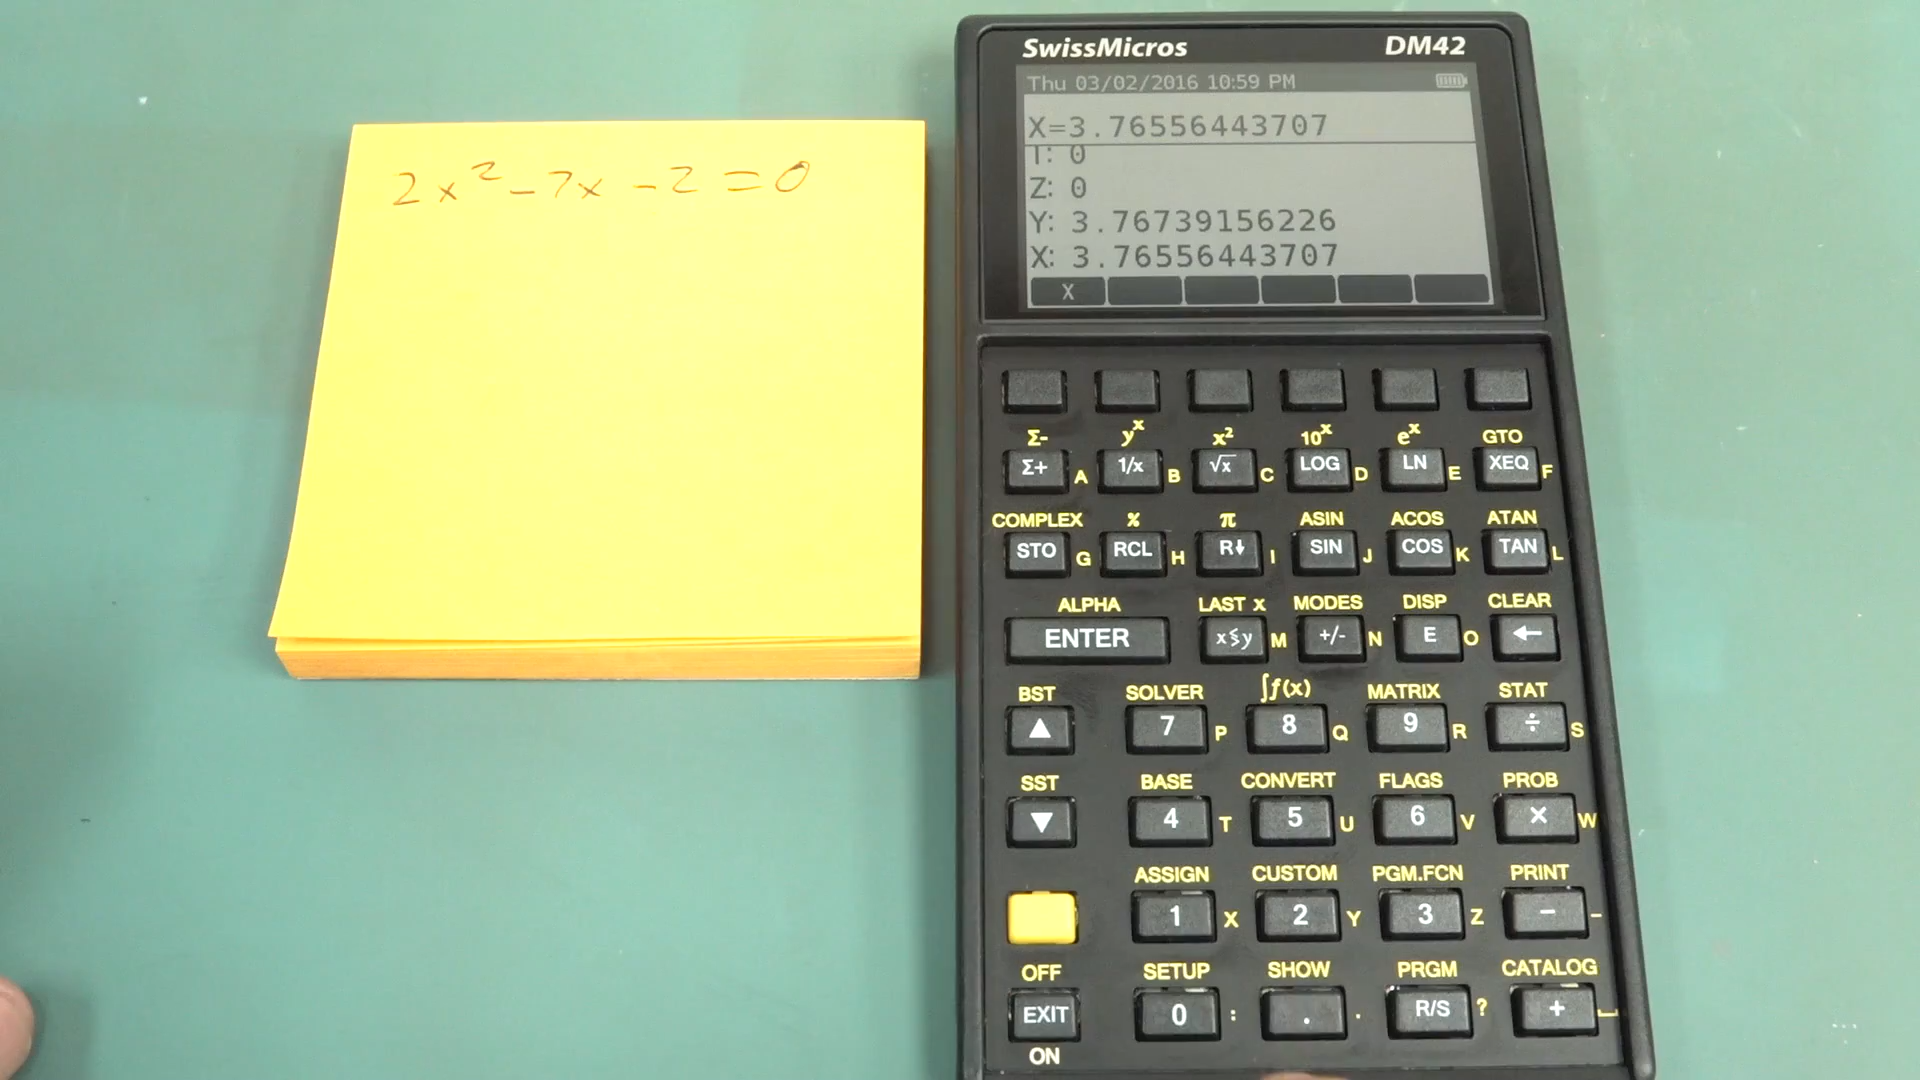 2x² -7x -2 = 0
SwissMicros DM42
Thu 03/02/2016 10:59 PM
X=3.76556443707
T: 0
Z: 0
Y: 3.76739156226
X: 3.76556443707
X
Σ- yˣ x² 10ˣ eˣ GTO
Σ+ A 1/x B √x C LOG D LN E XEQ F
COMPLEX % π ASIN ACOS ATAN
STO G RCL H R↓ I SIN J COS K TAN L
ALPHA LAST x MODES DISP CLEAR
ENTER x≶y M +/- N E O ←
BST SOLVER ∫f(x) MATRIX STAT
▲ 7 P 8 Q 9 R ÷ S
SST BASE CONVERT FLAGS PROB
▼ 4 T 5 U 6 V × W
ASSIGN CUSTOM PGM.FCN PRINT
1 X 2 Y 3 Z − -
OFF SETUP SHOW PRGM CATALOG
EXIT 0 : . . R/S ? + ␣
ON